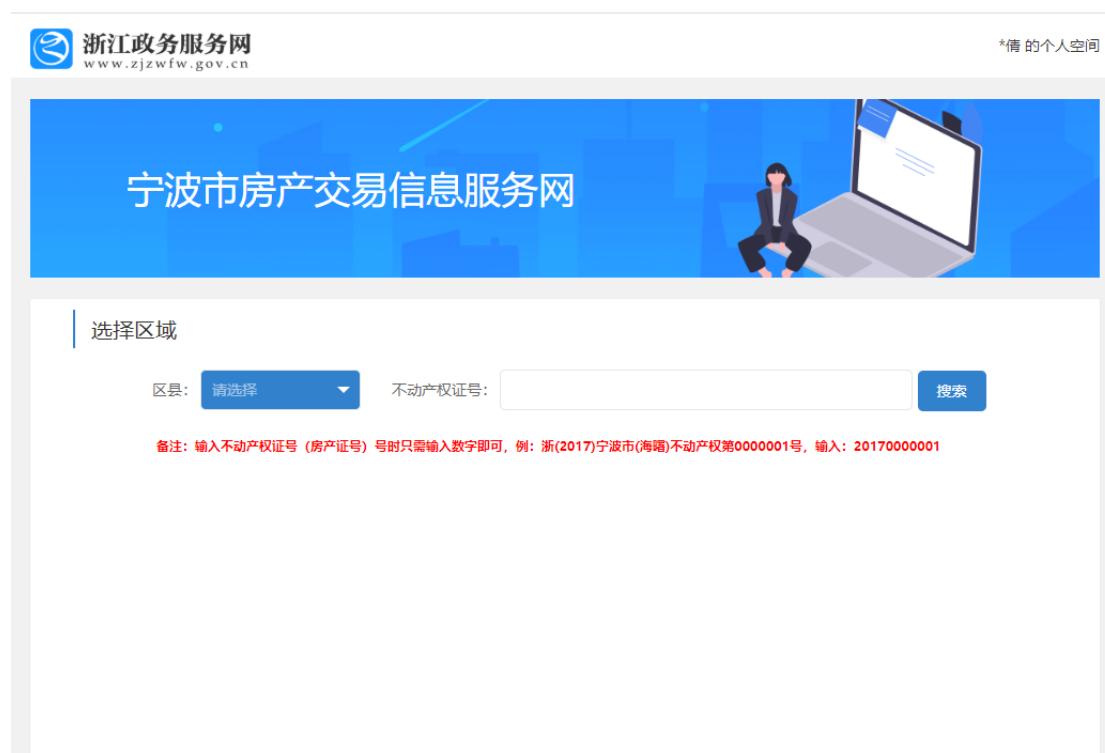 浙江政务服务网
www.zjzwfw.gov.cn
*倩 的个人空间
宁波市房产交易信息服务网
选择区域
区县： 请选择 不动产权证号： 搜索
备注：输入不动产权证号（房产证号）号时只需输入数字即可，例：浙(2017)宁波市(海曙)不动产权第0000001号，输入：20170000001